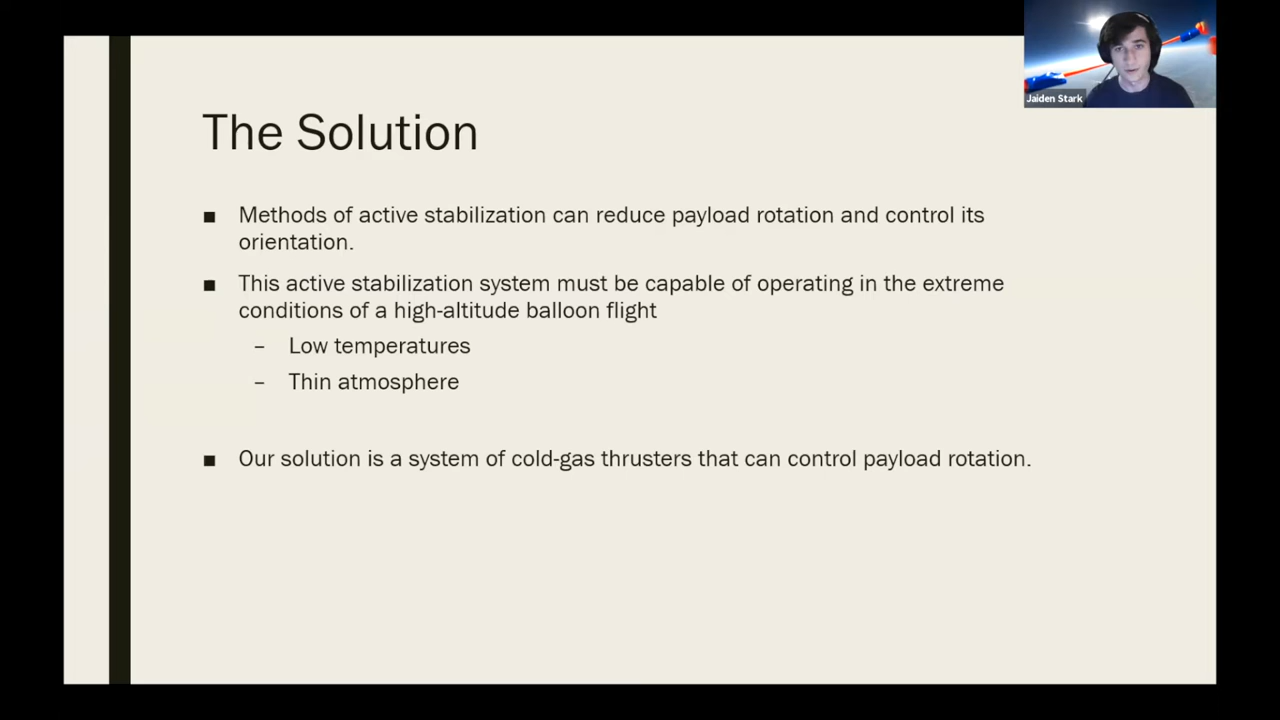 Jaiden Stark
The Solution
■ Methods of active stabilization can reduce payload rotation and control its
orientation.
■ This active stabilization system must be capable of operating in the extreme
conditions of a high-altitude balloon flight
– Low temperatures
– Thin atmosphere
■ Our solution is a system of cold-gas thrusters that can control payload rotation.